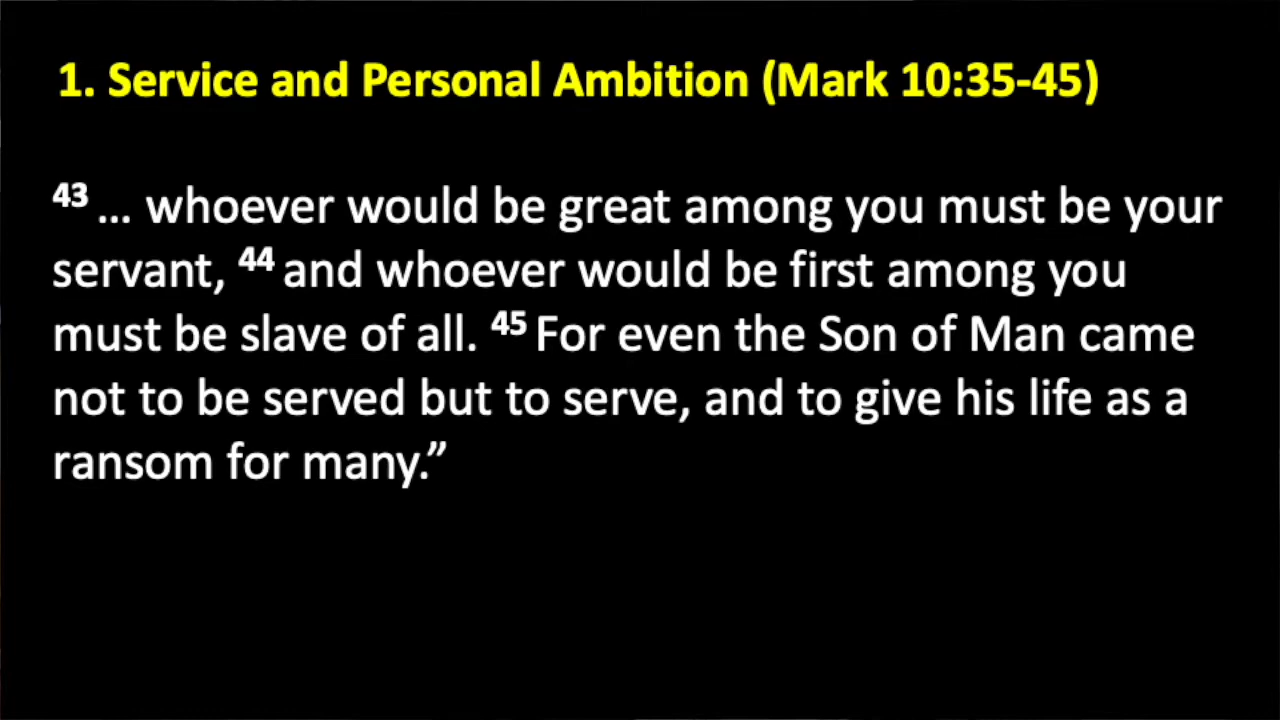 1. Service and Personal Ambition (Mark 10:35-45)
43 ... whoever would be great among you must be your
servant, 44 and whoever would be first among you
must be slave of all. 45 For even the Son of Man came
not to be served but to serve, and to give his life as a
ransom for many.”